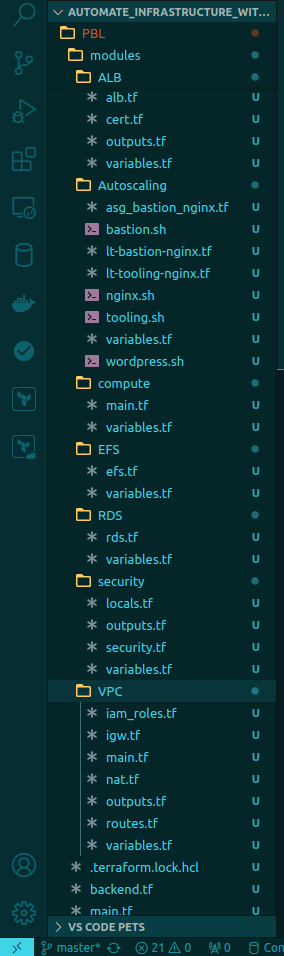 AUTOMATE_INFRASTRUCTURE_WIT...
PBL
modules
ALB
alb.tf U
cert.tf U
outputs.tf U
variables.tf U
Autoscaling
asg_bastion_nginx.tf U
bastion.sh U
lt-bastion-nginx.tf U
lt-tooling-nginx.tf U
nginx.sh U
tooling.sh U
variables.tf U
wordpress.sh U
compute
main.tf U
variables.tf U
EFS
efs.tf U
variables.tf U
RDS
rds.tf U
variables.tf U
security
locals.tf U
outputs.tf U
security.tf U
variables.tf U
VPC
iam_roles.tf U
igw.tf U
main.tf U
nat.tf U
outputs.tf U
routes.tf U
variables.tf U
.terraform.lock.hcl U
backend.tf U
main.tf U
VS CODE PETS
master* 21 0 0 Con